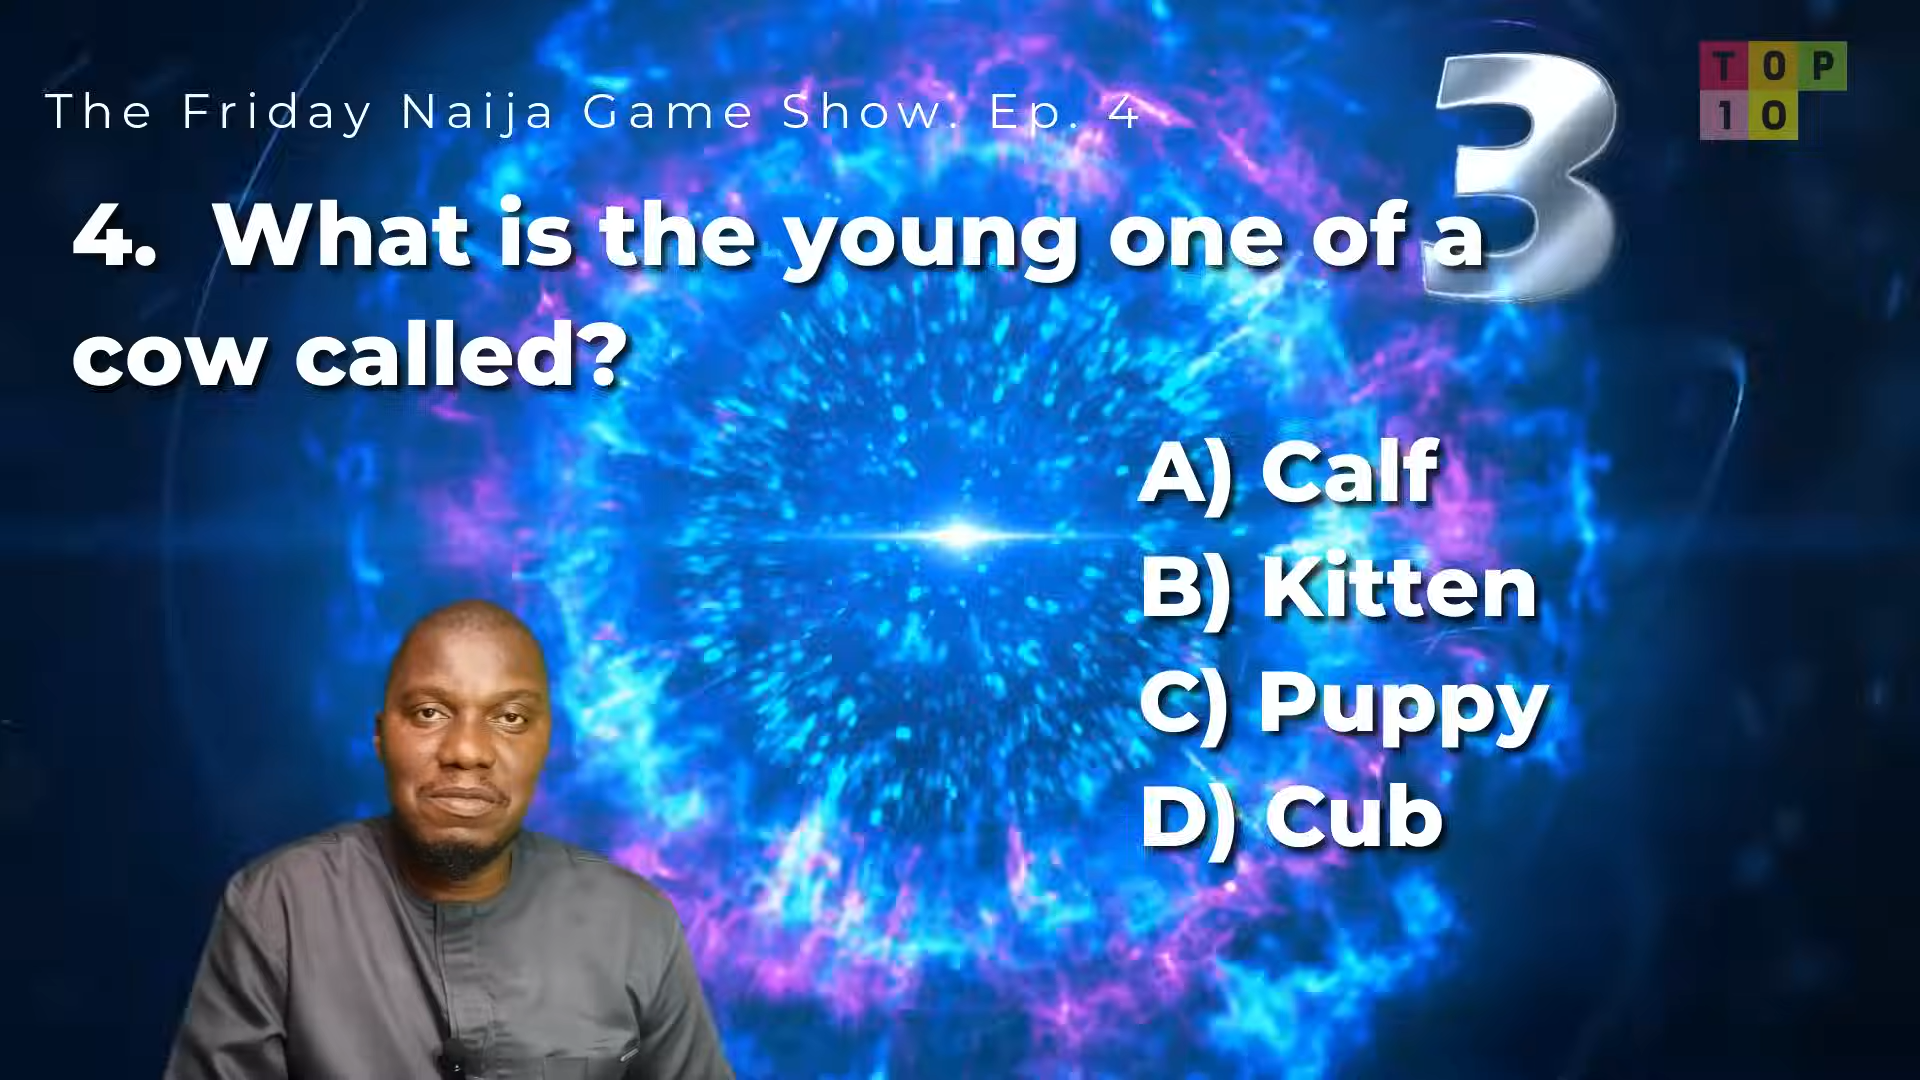 The Friday Naija Game Show. Ep. 4
3
TOP
10
4. What is the young one of a
cow called?
A) Calf
B) Kitten
C) Puppy
D) Cub